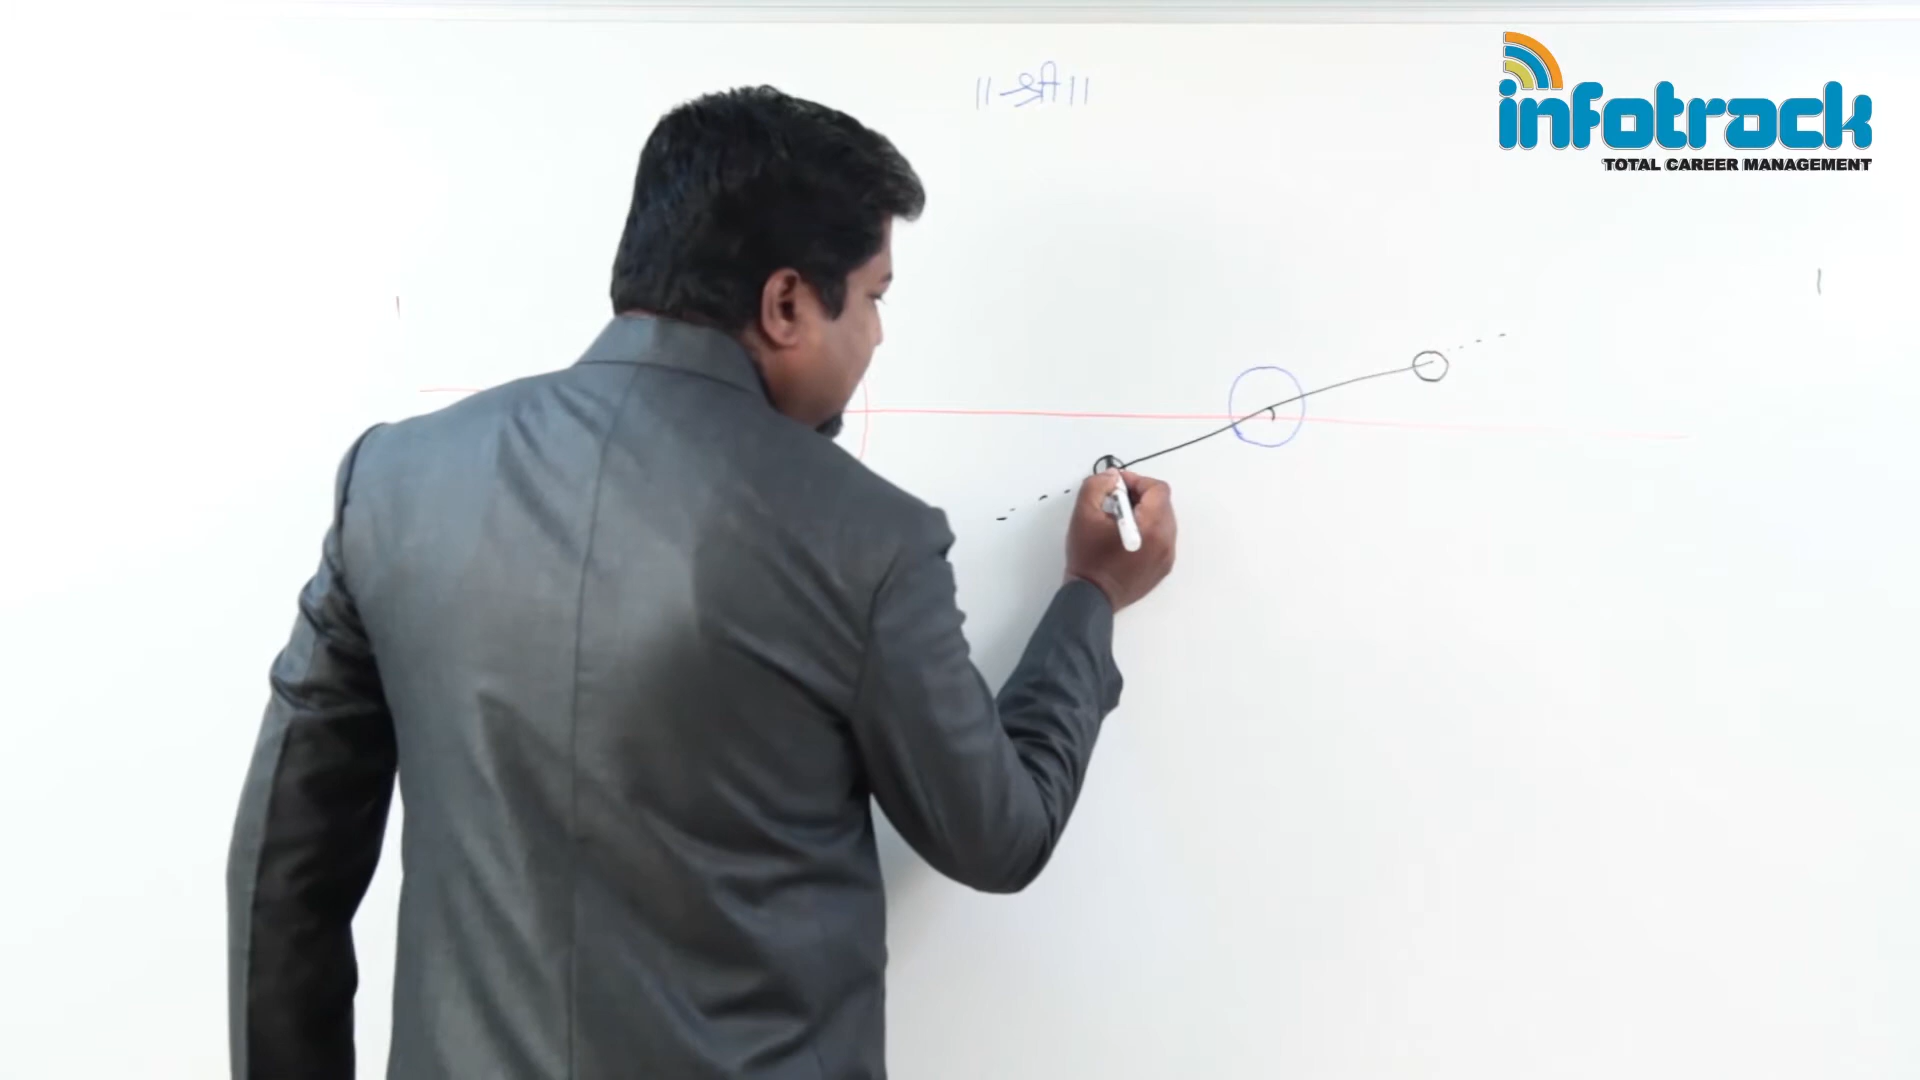 ॥श्री॥
infotrack
TOTAL CAREER MANAGEMENT